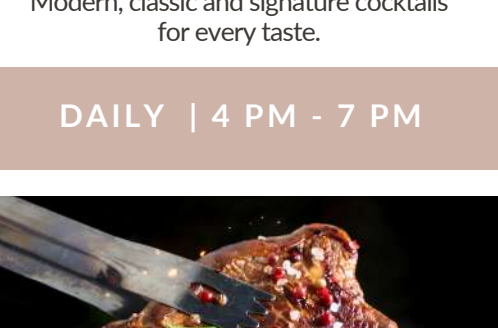 Modern, classic and signature cocktails
for every taste.
DAILY | 4 PM - 7 PM